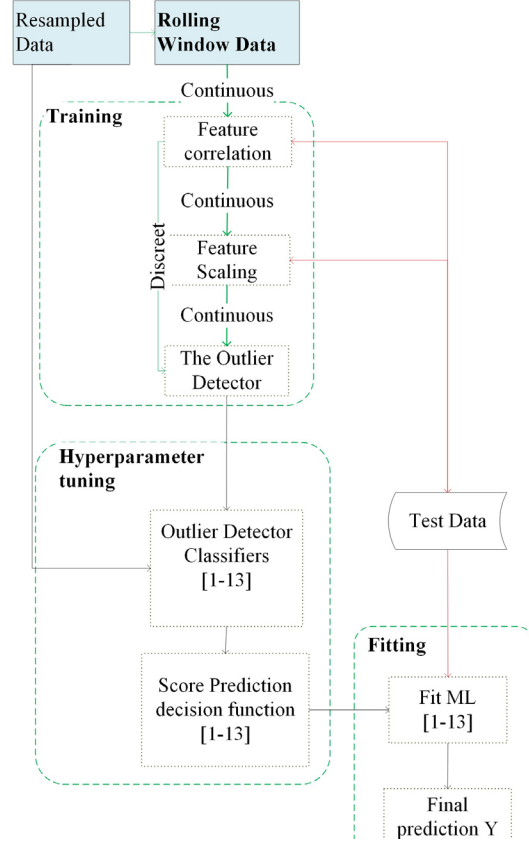 Resampled
Data
Rolling
Window Data
Continuous
Training
Feature
correlation
Continuous
Discreet
Feature
Scaling
Continuous
The Outlier
Detector
Hyperparameter
tuning
Outlier Detector
Classifiers
[1-13]
Test Data
Score Prediction
decision function
[1-13]
Fitting
Fit ML
[1-13]
Final
prediction Y